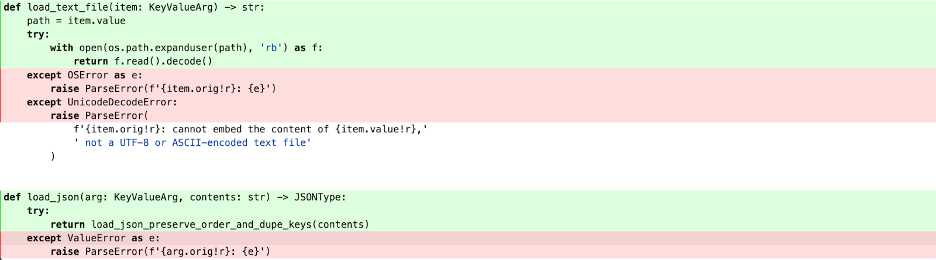 def load_text_file(item: KeyValueArg) -> str:
    path = item.value
    try:
        with open(os.path.expanduser(path), 'rb') as f:
            return f.read().decode()
    except OSError as e:
        raise ParseError(f'{item.orig!r}: {e}')
    except UnicodeDecodeError:
        raise ParseError(
            f'{item.orig!r}: cannot embed the content of {item.value!r},'
            ' not a UTF-8 or ASCII-encoded text file'
        )
def load_json(arg: KeyValueArg, contents: str) -> JSONType:
    try:
        return load_json_preserve_order_and_dupe_keys(contents)
    except ValueError as e:
        raise ParseError(f'{arg.orig!r}: {e}')